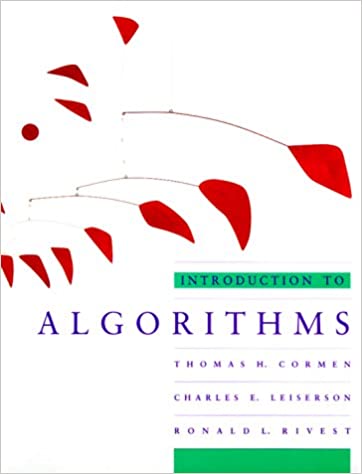 INTRODUCTION TO
ALGORITHMS
THOMAS H. CORMEN
CHARLES E. LEISERSON
RONALD L. RIVEST